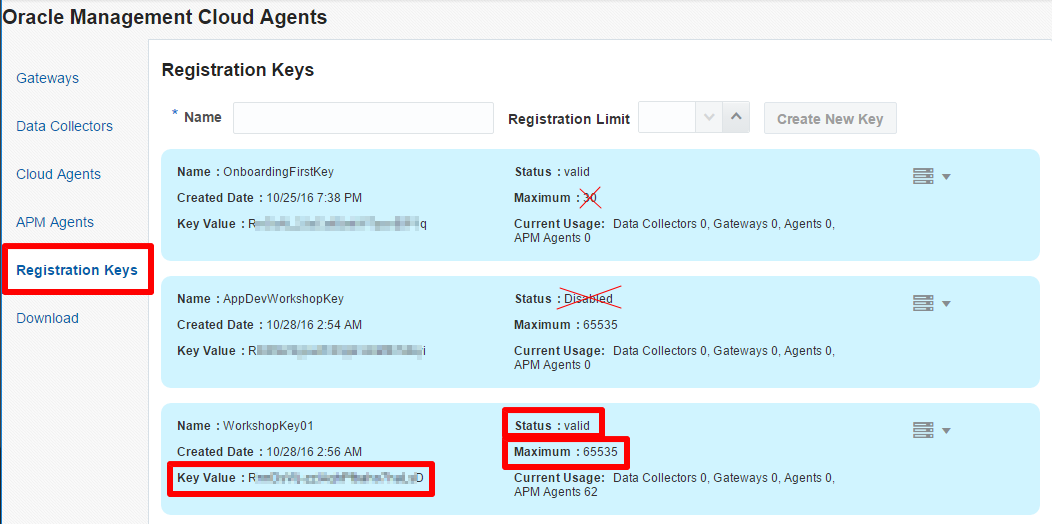 Oracle Management Cloud Agents
Gateways
Data Collectors
Cloud Agents
APM Agents
Registration Keys
Download
Registration Keys
* Name
Registration Limit
Create New Key
Name : OnboardingFirstKey
Status : valid
Created Date : 10/25/16 7:38 PM
Maximum : 30
Key Value :
Current Usage: Data Collectors 0, Gateways 0, Agents 0,
APM Agents 0
Name : AppDevWorkshopKey
Status : Disabled
Created Date : 10/28/16 2:54 AM
Maximum : 65535
Key Value :
Current Usage: Data Collectors 0, Gateways 0, Agents 0,
APM Agents 0
Name : WorkshopKey01
Status : valid
Created Date : 10/28/16 2:56 AM
Maximum : 65535
Key Value :
Current Usage: Data Collectors 0, Gateways 0, Agents 0,
APM Agents 62